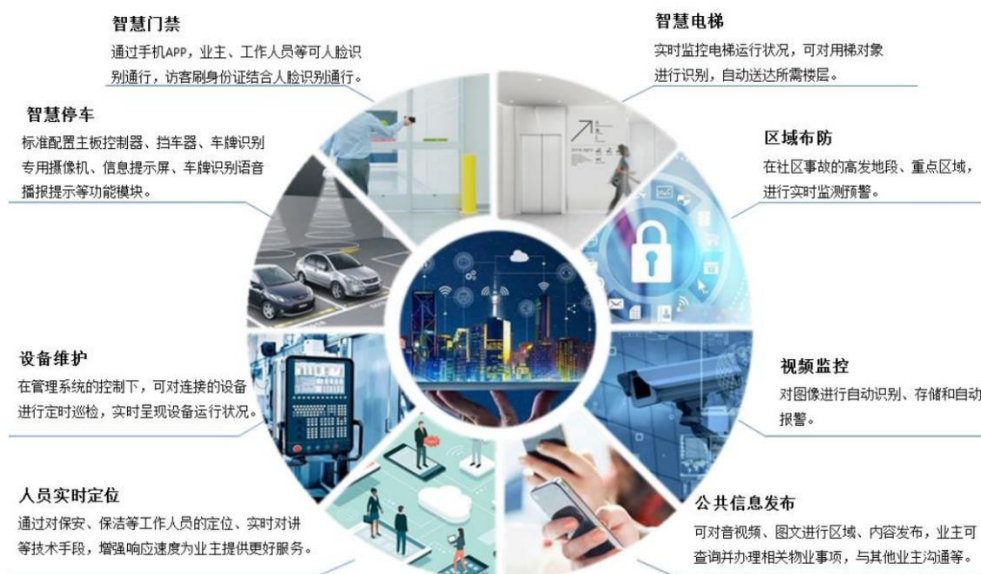 智慧门禁
通过手机APP，业主、工作人员等可人脸识
别通行，访客刷身份证结合人脸识别通行。
智慧电梯
实时监控电梯运行状况，可对用梯对象
进行识别，自动送达所需楼层。
智慧停车
标准配置主板控制器、挡车器、车牌识别
专用摄像机、信息提示屏、车牌识别语音
播报提示等功能模块。
区域布防
在社区事故的高发地段、重点区域，
进行实时监测预警。
设备维护
在管理系统的控制下，可对连接的设备
进行定时巡检，实时呈现设备运行状况。
视频监控
对图像进行自动识别、存储和自动
报警。
人员实时定位
通过对保安、保洁等工作人员的定位、实时对讲
等技术手段，增强响应速度为业主提供更好服务。
公共信息发布
可对音视频、图文进行区域、内容发布，业主可
查询并办理相关物业事项，与其他业主沟通等。